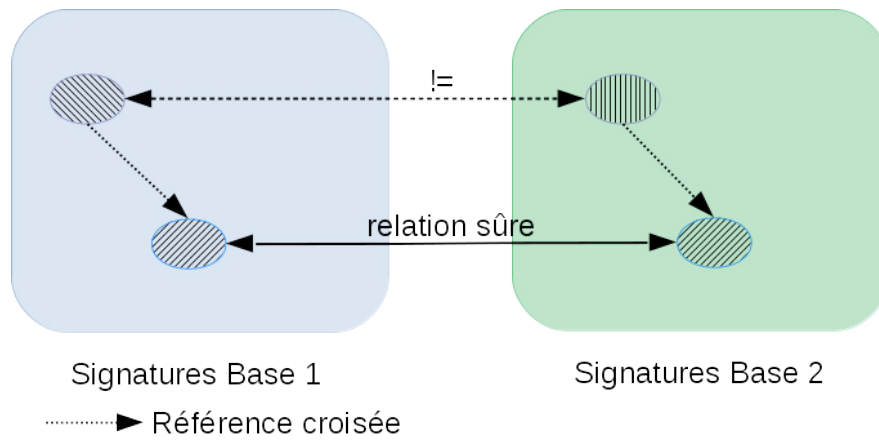 !=
relation sûre
Signatures Base 1
Signatures Base 2
Référence croisée